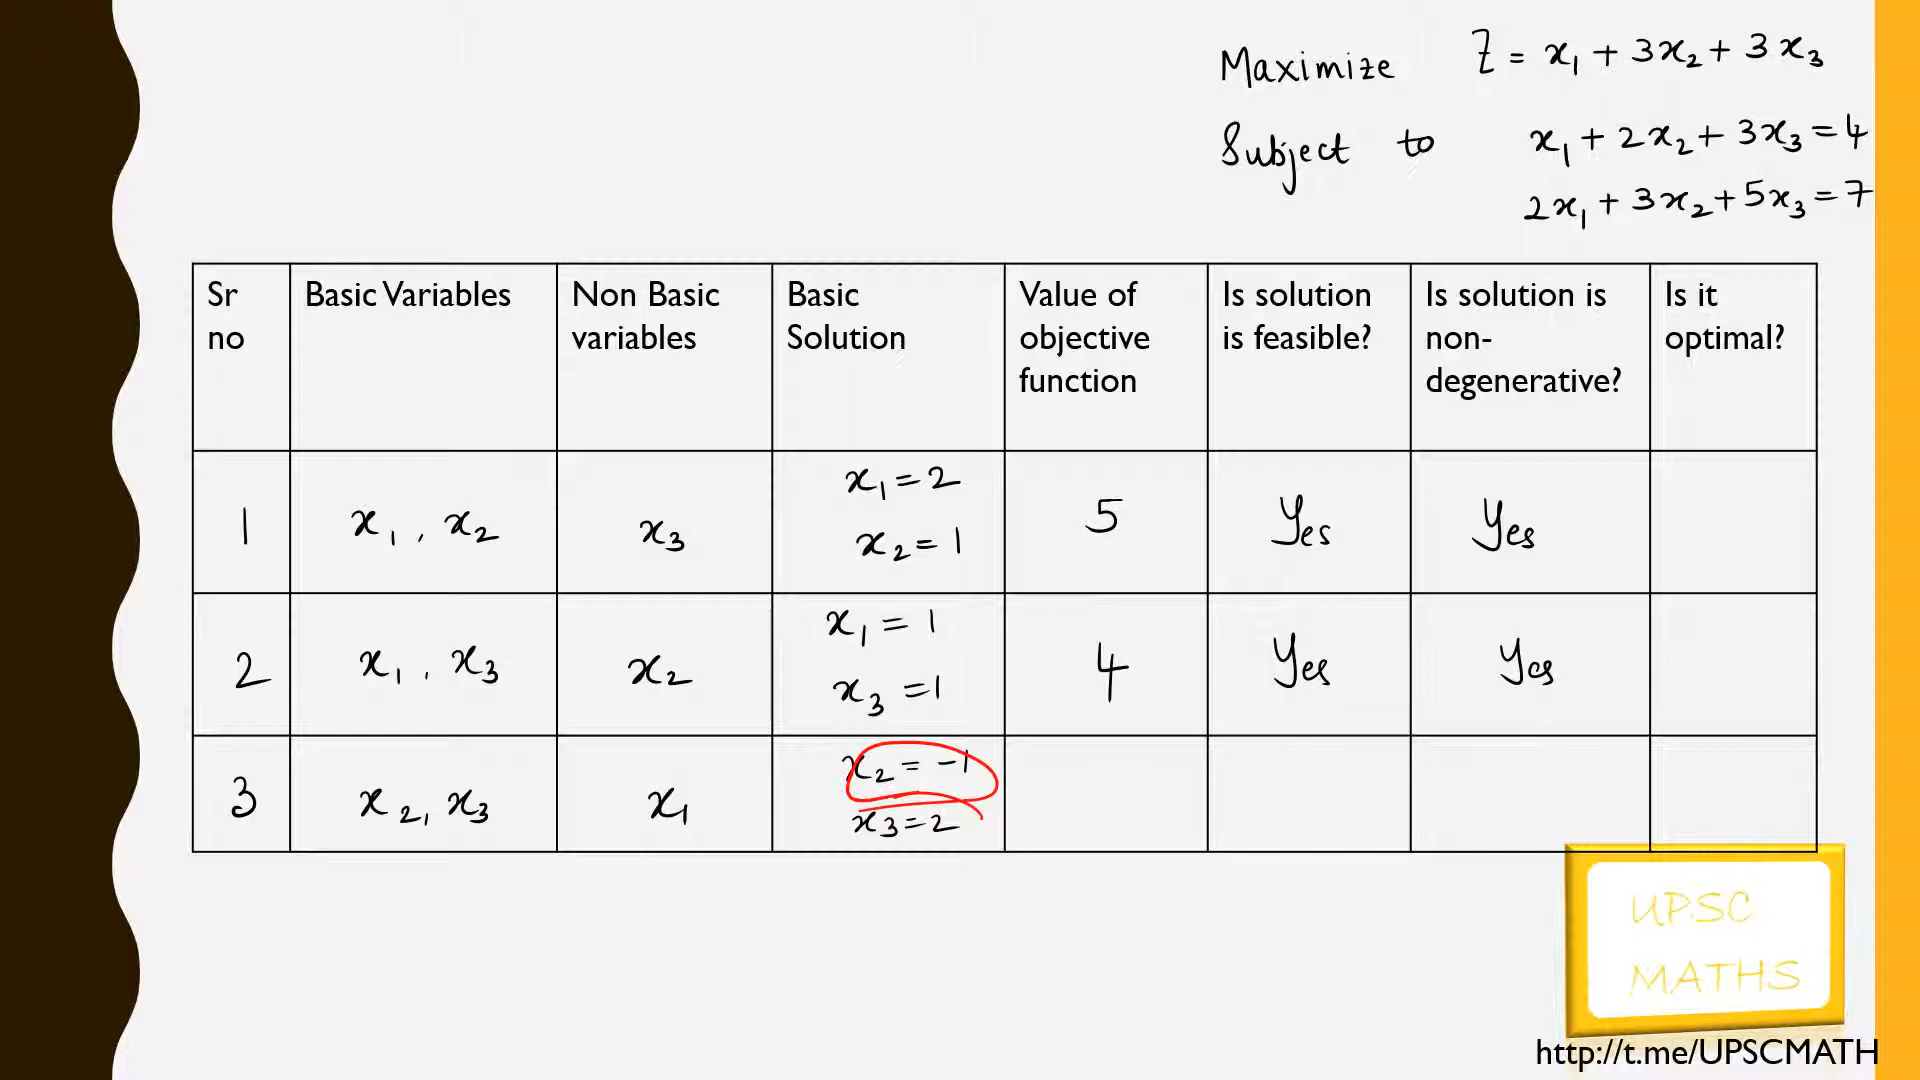 Maximize Z = x₁ + 3x₂ + 3x₃
Subject to x₁ + 2x₂ + 3x₃ = 4
2x₁ + 3x₂ + 5x₃ = 7
Sr no
Basic Variables
Non Basic variables
Basic Solution
Value of objective function
Is solution is feasible?
Is solution is non-degenerative?
Is it optimal?
1
x₁, x₂
x₃
x₁ = 2
x₂ = 1
5
Yes
Yes
2
x₁, x₃
x₂
x₁ = 1
x₃ = 1
4
Yes
Yes
3
x₂, x₃
x₁
x₂ = -1
x₃ = 2
UPSC
MATHS
http://t.me/UPSCMATH